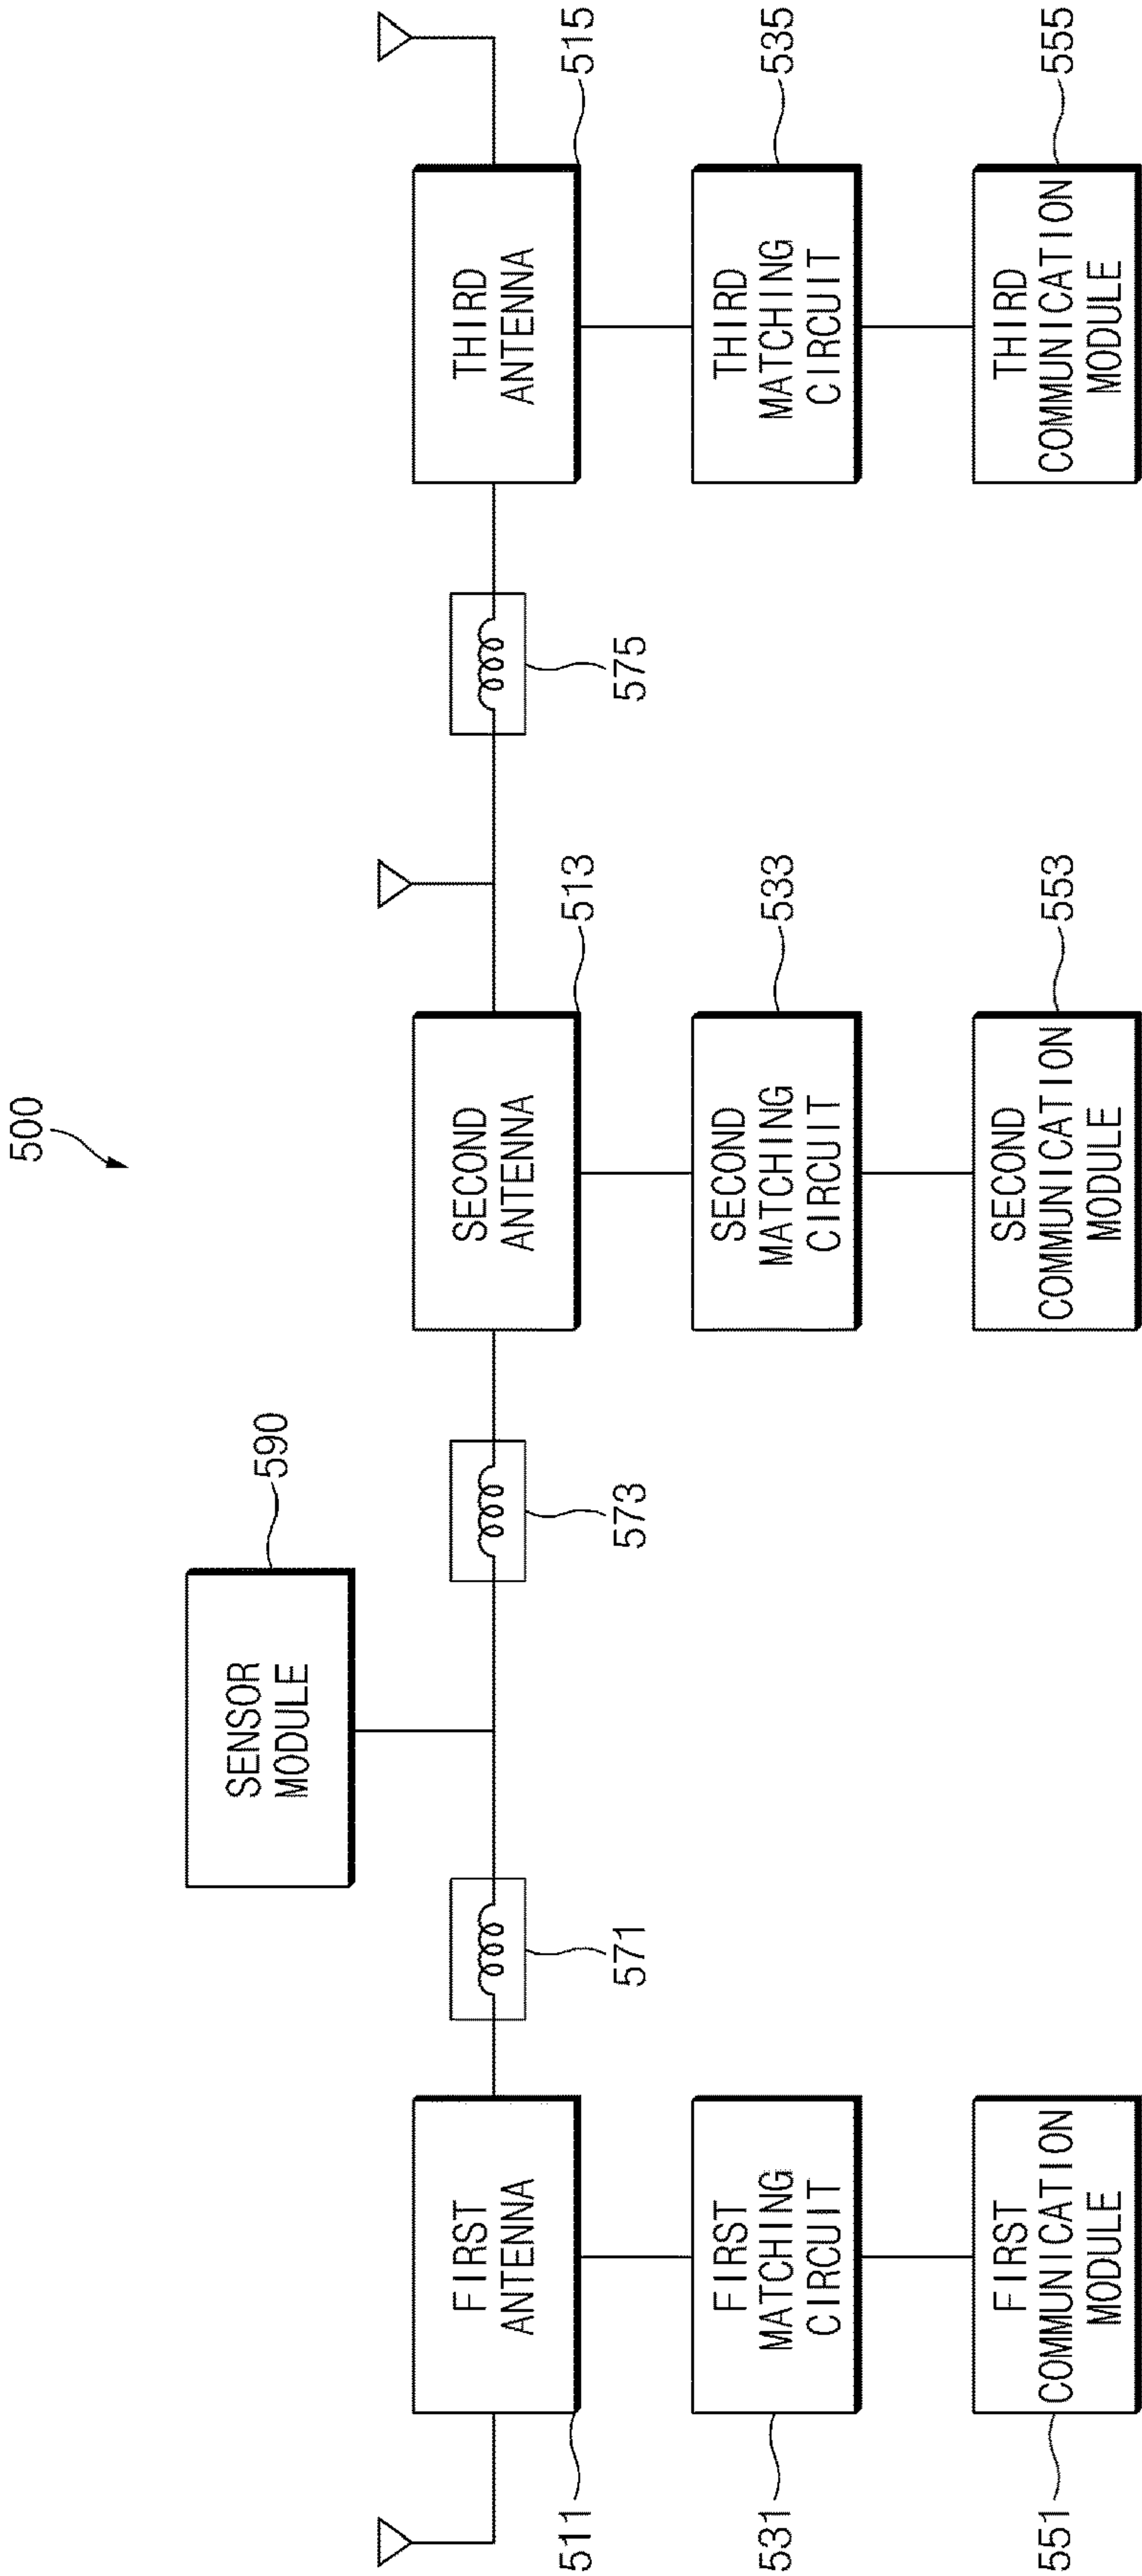 500
SENSOR
MODULE
590
571
573
575
FIRST
ANTENNA
511
SECOND
ANTENNA
513
THIRD
ANTENNA
515
FIRST
MATCHING
CIRCUIT
531
SECOND
MATCHING
CIRCUIT
533
THIRD
MATCHING
CIRCUIT
535
FIRST
COMMUNICATION
MODULE
551
SECOND
COMMUNICATION
MODULE
553
THIRD
COMMUNICATION
MODULE
555